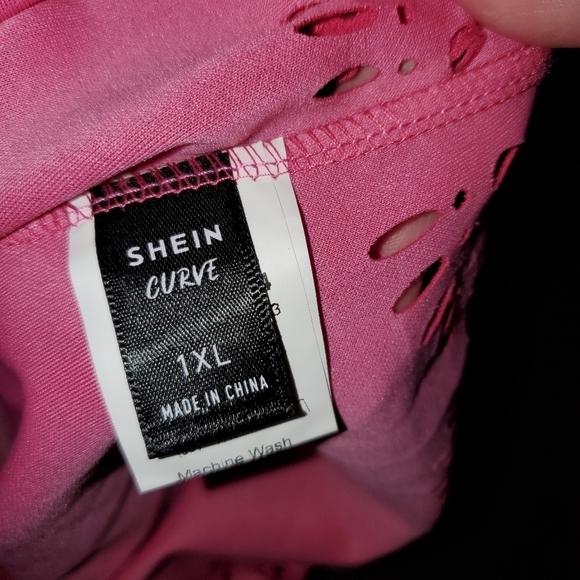 SHEIN
CURVE
1XL
MADE IN CHINA
Machine Wash